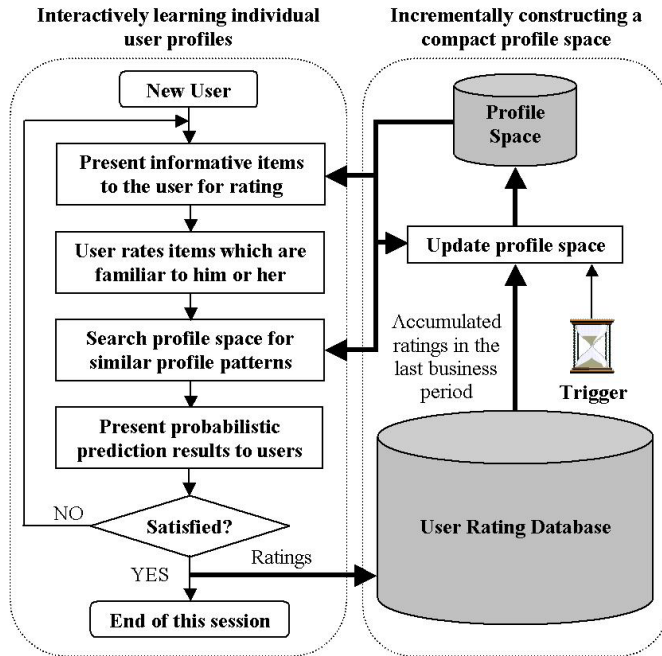 Interactively learning individual
user profiles
New User
Present informative items
to the user for rating
User rates items which are
familiar to him or her
Search profile space for
similar profile patterns
Present probabilistic
prediction results to users
NO
Satisfied?
YES
Ratings
End of this session
Incrementally constructing a
compact profile space
Profile
Space
Update profile space
Accumulated
ratings in the
last business
period
Trigger
User Rating Database